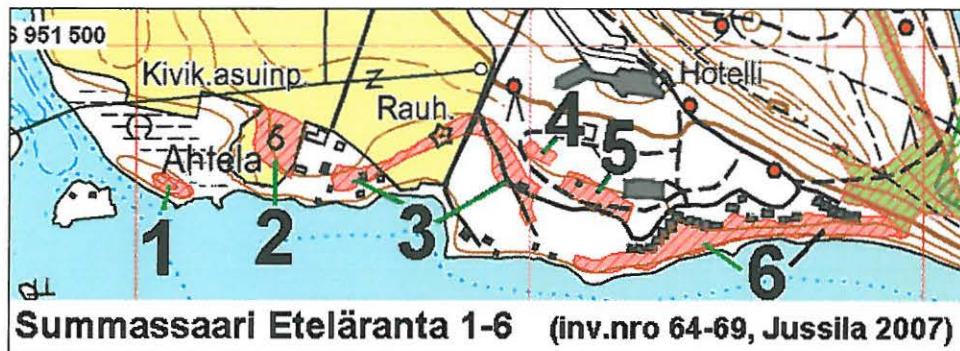 6 951 500
Kivik.asuinp.
Z
Hotelli
Rauh.
4
6
5
Ahtela
1
2
3
6
Summassaari Eteläranta 1-6 (inv.nro 64-69, Jussila 2007)